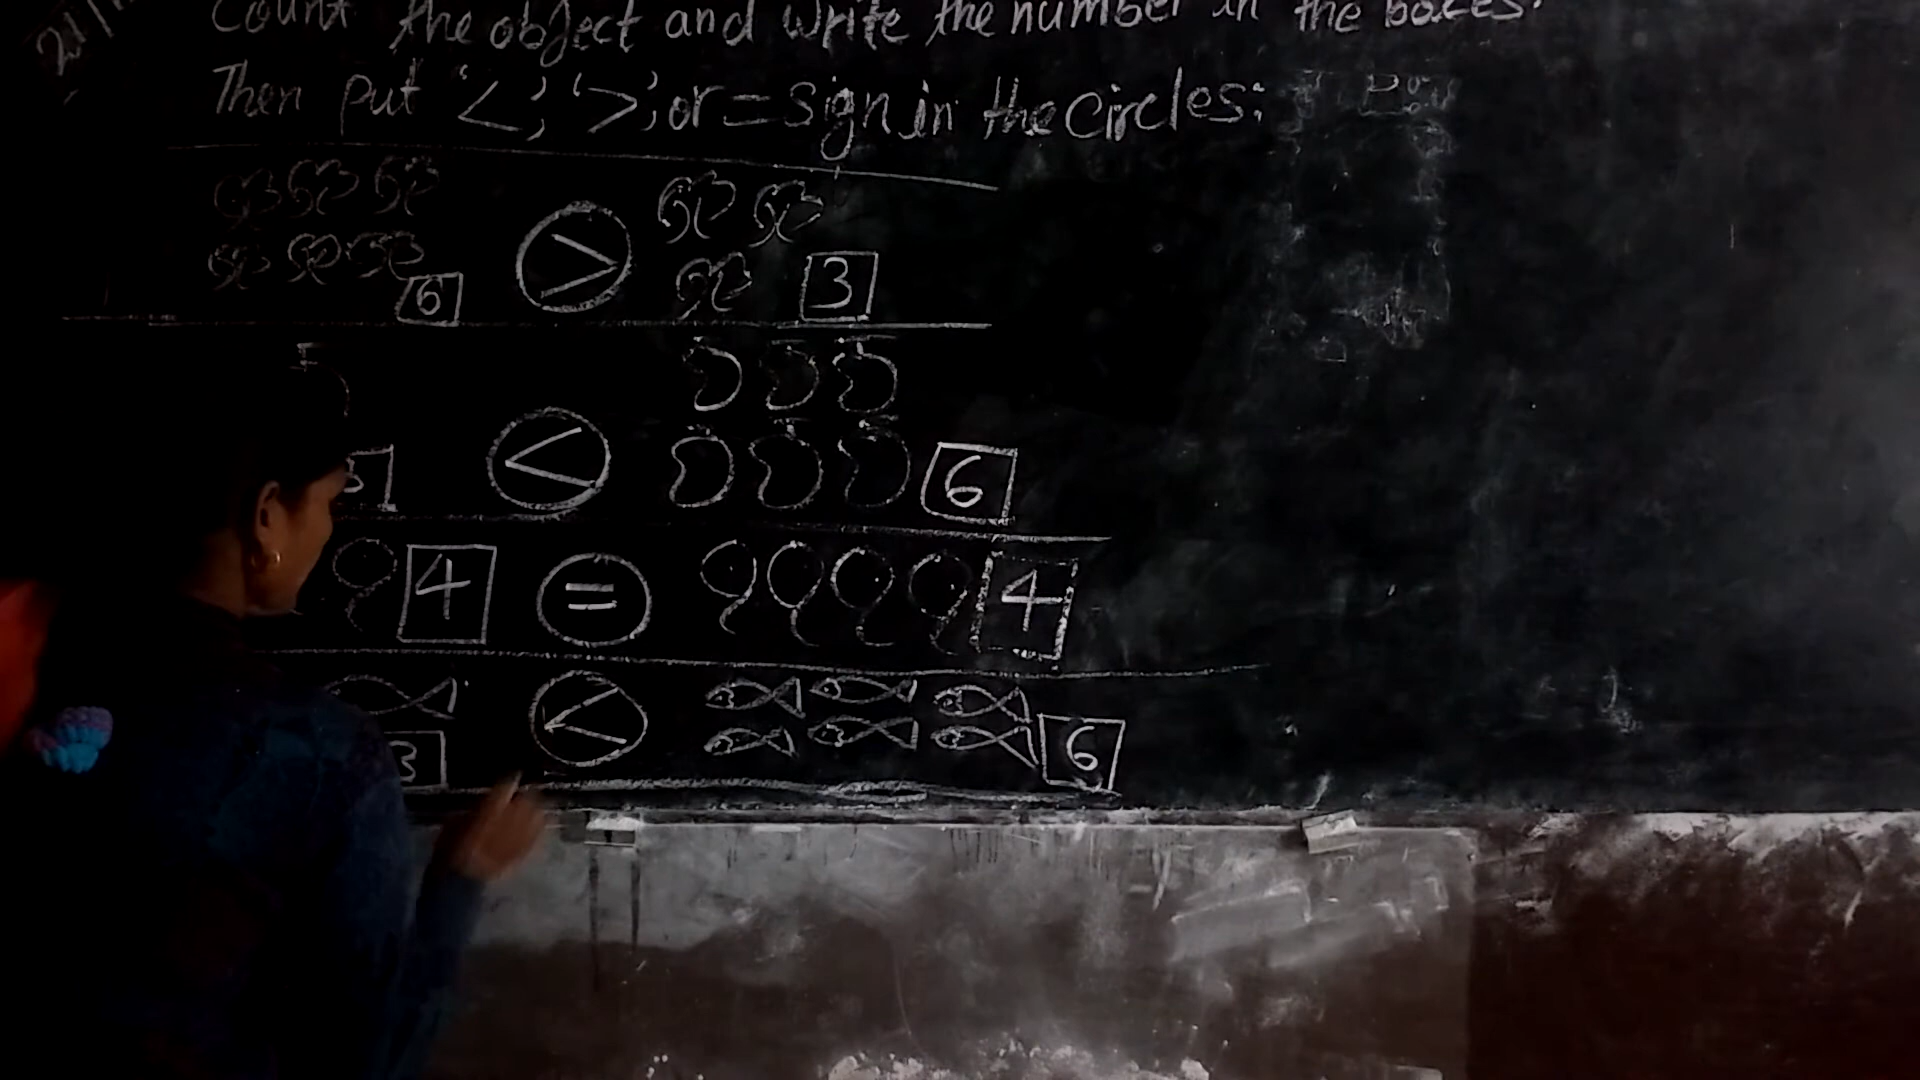 Count the object and write the number in the boxes.
Then put '<', '>', or = sign in the circles:
6 > 3
< 6
4 = 4
3 < 6